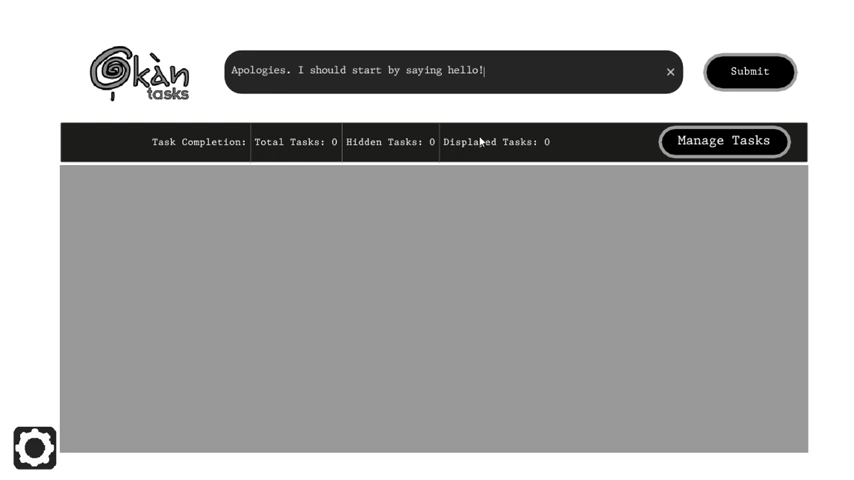 Okàn
tasks
Apologies. I should start by saying hello!
Submit
Task Completion: Total Tasks: 0 Hidden Tasks: 0 Displayed Tasks: 0
Manage Tasks